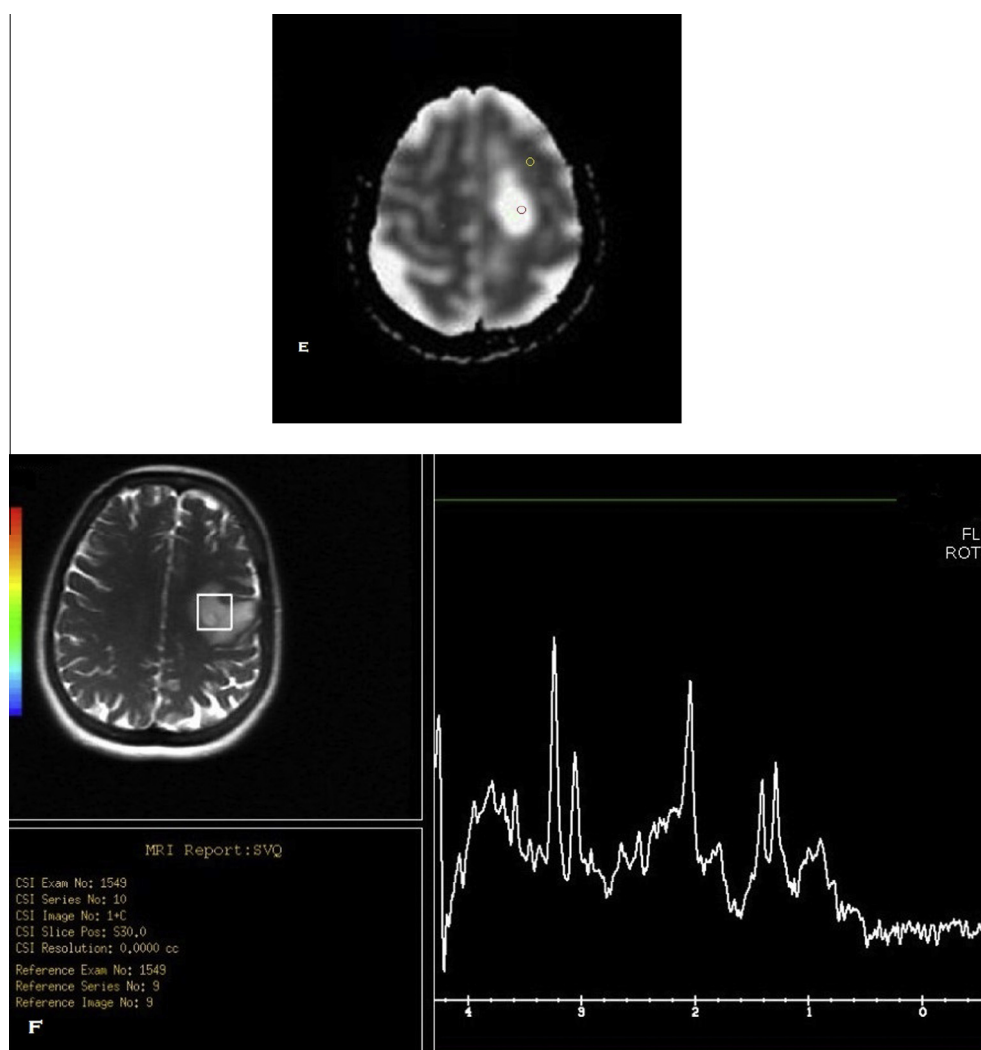 E
FL
ROT
MRI Report:SVQ
CSI Exam No: 1549
CSI Series No: 10
CSI Image No: 1+C
CSI Slice Pos: S30.0
CSI Resolution: 0.0000 cc
Reference Exam No: 1549
Reference Series No: 9
Reference Image No: 9
F
4 3 2 1 0